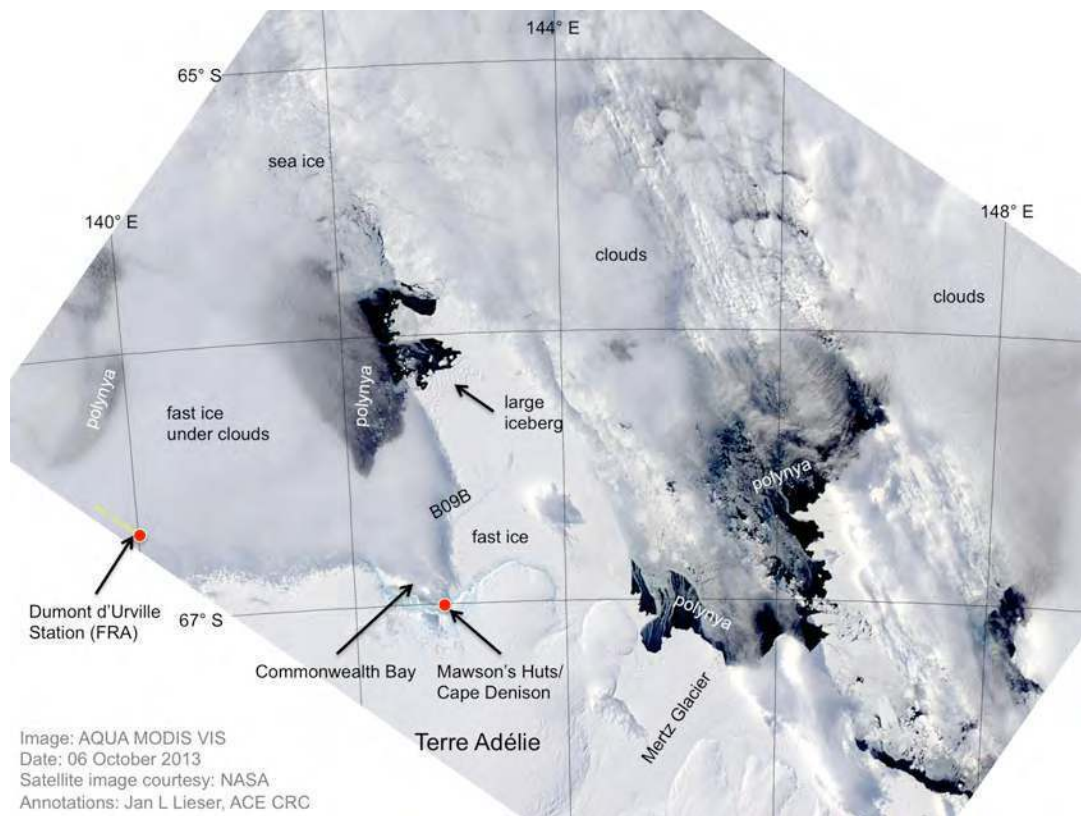 144° E
65° S
sea ice
140° E
148° E
clouds
clouds
polynya
polynya
large
iceberg
fast ice
under clouds
polynya
B09B
fast ice
Dumont d'Urville
Station (FRA)
67° S
polynya
Commonwealth Bay
Mawson's Huts/
Cape Denison
Mertz Glacier
Terre Adélie
Image: AQUA MODIS VIS
Date: 06 October 2013
Satellite image courtesy: NASA
Annotations: Jan L Lieser, ACE CRC